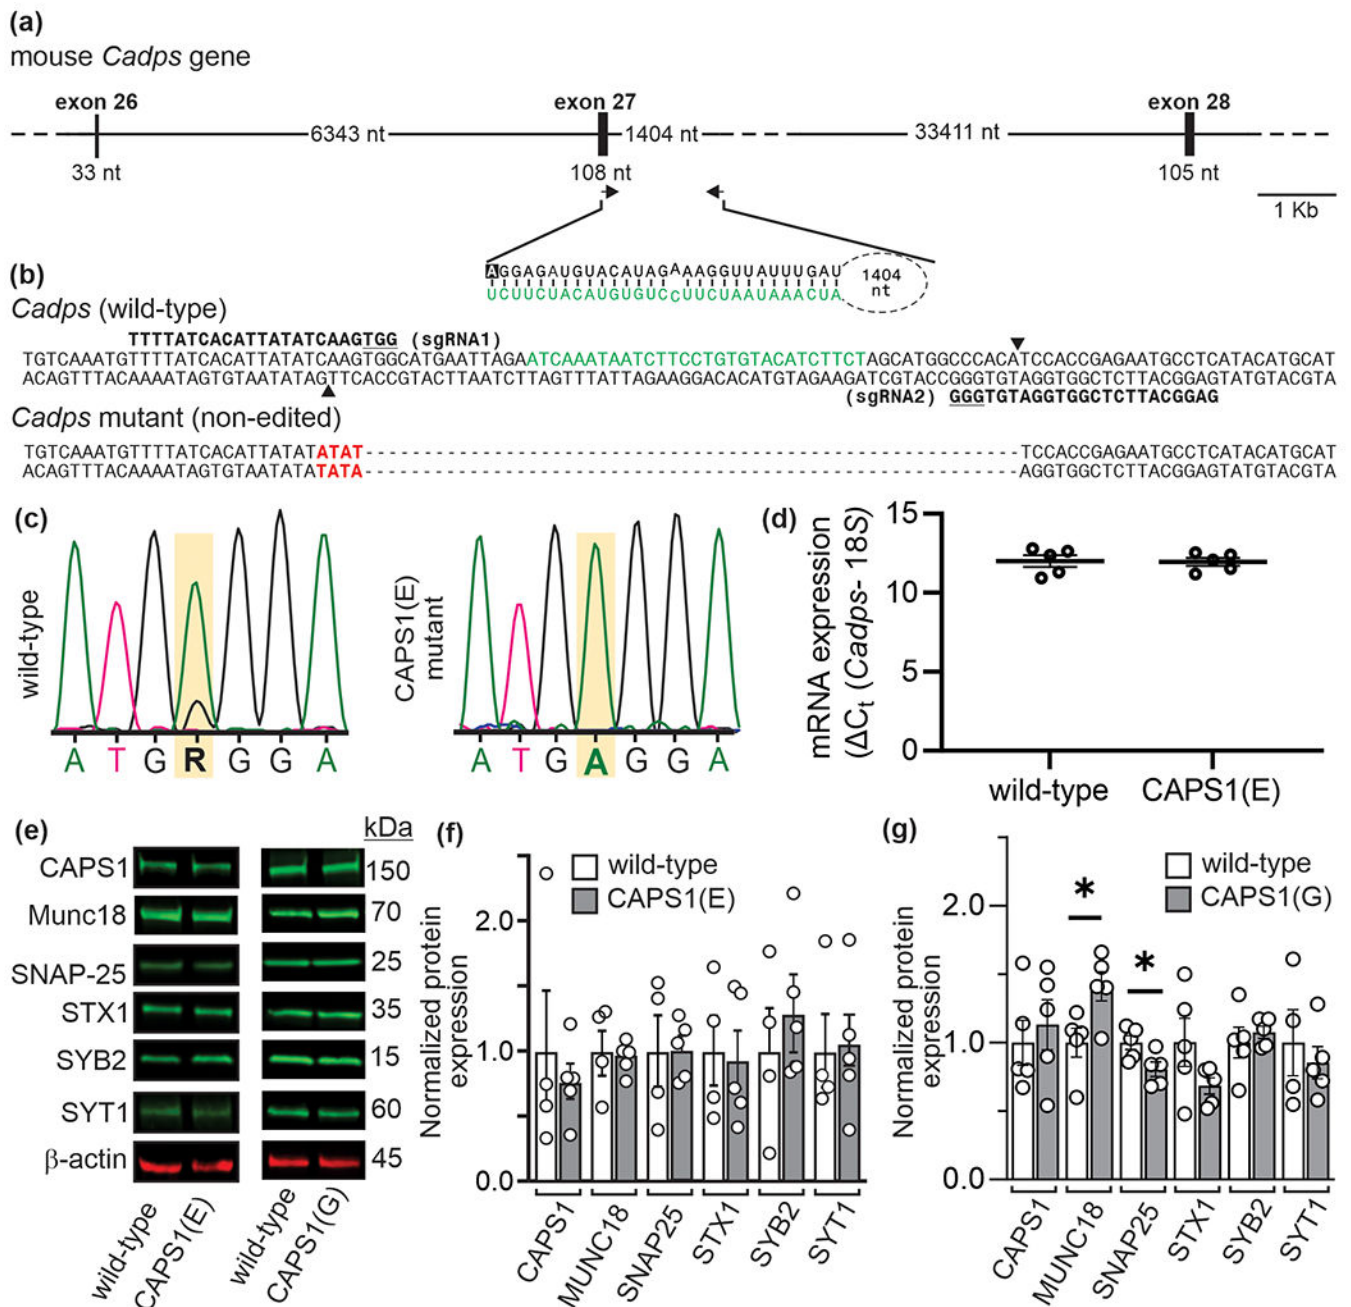 (a)
mouse Cadps gene
exon 26
exon 27
exon 28
6343 nt
1404 nt
33411 nt
33 nt
108 nt
105 nt
1 Kb
AGGAGAUGUACAUAGAAAGGUUAUUUGAU
1404
nt
UCUUCUACAUGUGUCCUUCUAAUAAACUA
(b)
Cadps (wild-type)
TTTTATCACATTATATCAAGTGG (sgRNA1)
TGTCAAATGTTTTATCACATTATATCAAGTGGCATGAATTAGAATCAAATAATCTTCCTGTGTACATCTTCTAGCATGGCCCACATCCACCGAGAATGCCTCATACATGCAT
ACAGTTTACAAAATAGTGTAATATAGTTCACCGTACTTAATCTTAGTTTATTAGAAGGACACATGTAGAAGATCGTACCGGGTGTAGGTGGCTCTTACGGAGTATGTACGTA
(sgRNA2) GGGTGTAGGTGGCTCTTACGGAG
Cadps mutant (non-edited)
TGTCAAATGTTTTATCACATTATATATAT
TCCACCGAGAATGCCTCATACATGCAT
ACAGTTTACAAAATAGTGTAATATATATA
AGGTGGCTCTTACGGAGTATGTACGTA
(c)
wild-type
A T G R G G A
CAPS1(E)
mutant
A T G A G G A
(d)
mRNA expression
(ΔCt (Cadps- 18S)
15
10
5
0
wild-type
CAPS1(E)
(e)
kDa
CAPS1
150
Munc18
70
SNAP-25
25
STX1
35
SYB2
15
SYT1
60
β-actin
45
wild-type
CAPS1(E)
wild-type
CAPS1(G)
(f)
wild-type
CAPS1(E)
Normalized protein
expression
2.0
1.0
0.0
CAPS1
MUNC18
SNAP25
STX1
SYB2
SYT1
(g)
wild-type
CAPS1(G)
Normalized protein
expression
2.0
1.0
0.0
*
*
CAPS1
MUNC18
SNAP25
STX1
SYB2
SYT1